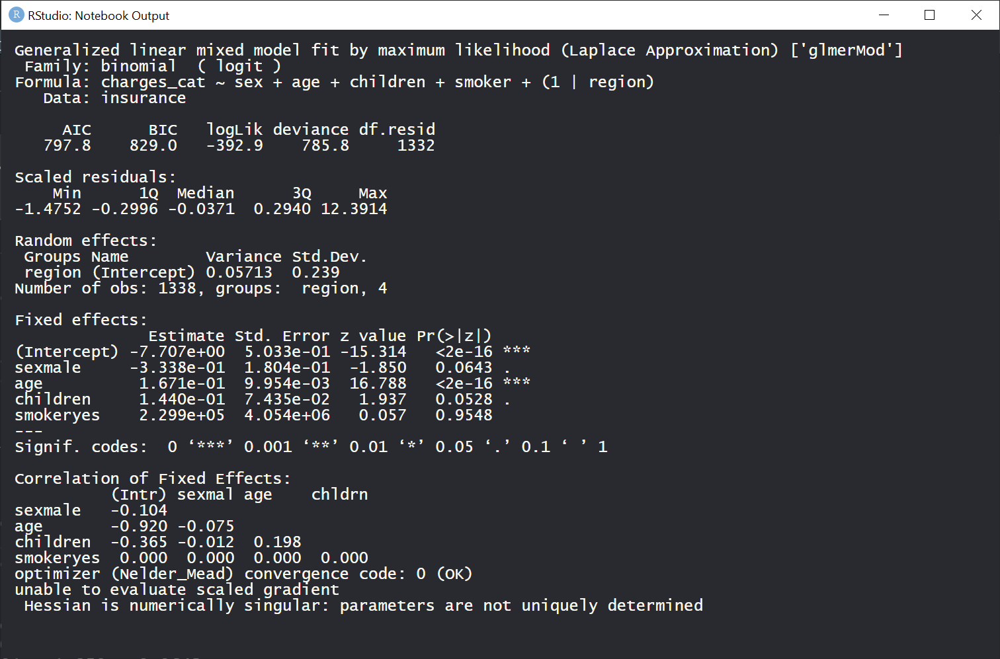 R RStudio: Notebook Output
Generalized linear mixed model fit by maximum likelihood (Laplace Approximation) ['glmerMod']
 Family: binomial  ( logit )
Formula: charges_cat ~ sex + age + children + smoker + (1 | region)
   Data: insurance

     AIC      BIC   logLik deviance df.resid
   797.8    829.0   -392.9    785.8     1332

Scaled residuals:
    Min      1Q  Median      3Q     Max
-1.4752 -0.2996 -0.0371  0.2940 12.3914

Random effects:
 Groups Name        Variance Std.Dev.
 region (Intercept) 0.05713  0.239
Number of obs: 1338, groups:  region, 4

Fixed effects:
              Estimate Std. Error z value Pr(>|z|)
(Intercept) -7.707e+00  5.033e-01 -15.314   <2e-16 ***
sexmale     -3.338e-01  1.804e-01  -1.850   0.0643 .
age          1.671e-01  9.954e-03  16.788   <2e-16 ***
children     1.440e-01  7.435e-02   1.937   0.0528 .
smokeryes    2.299e+05  4.054e+06   0.057   0.9548
---
Signif. codes:  0 ‘***’ 0.001 ‘**’ 0.01 ‘*’ 0.05 ‘.’ 0.1 ‘ ’ 1

Correlation of Fixed Effects:
          (Intr) sexmal age    chldrn
sexmale   -0.104
age       -0.920 -0.075
children  -0.365 -0.012  0.198
smokeryes  0.000  0.000  0.000  0.000
optimizer (Nelder_Mead) convergence code: 0 (OK)
unable to evaluate scaled gradient
 Hessian is numerically singular: parameters are not uniquely determined